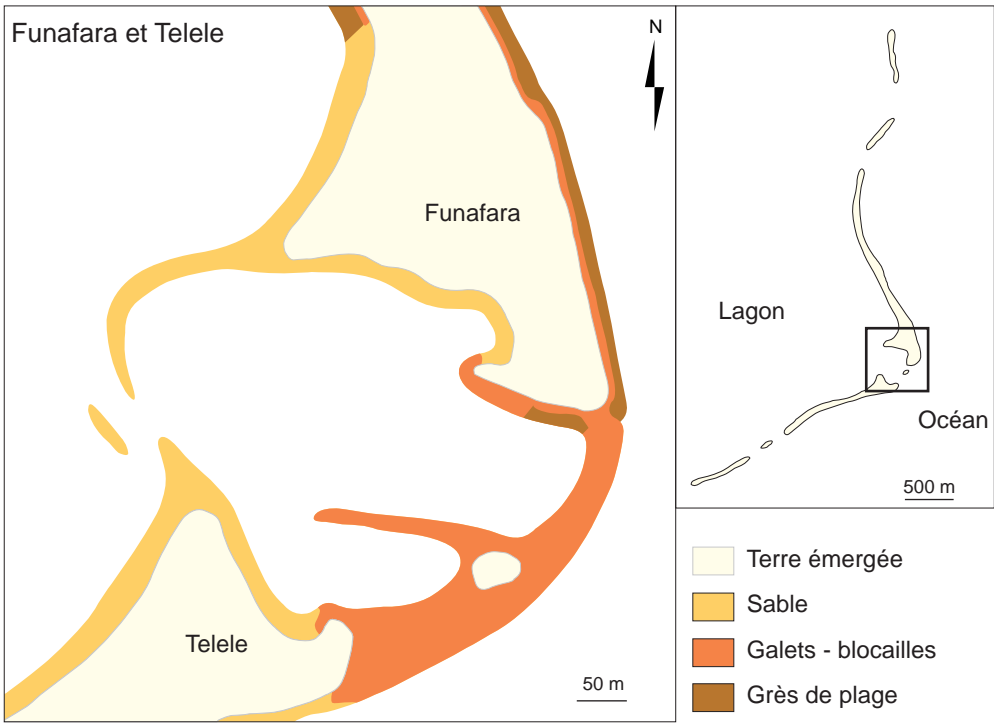 Funafara et Telele
N
Funafara
Telele
50 m
Lagon
Océan
500 m
Terre émergée
Sable
Galets - blocailles
Grès de plage